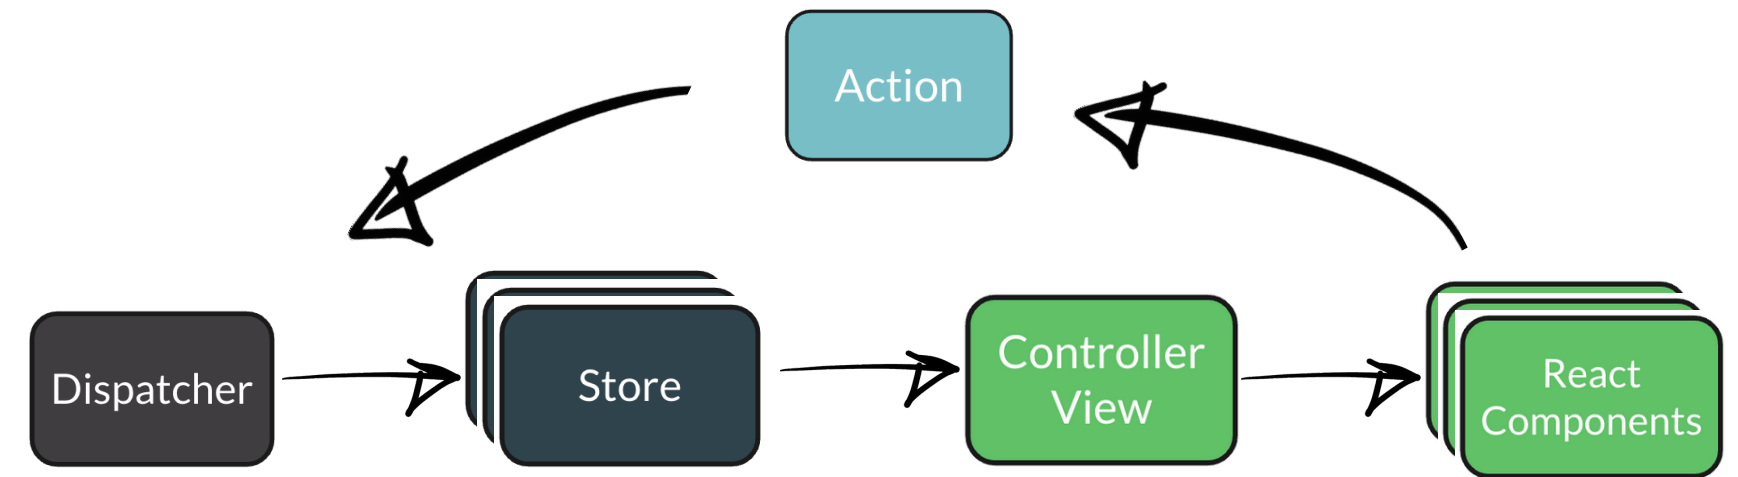 Action
Dispatcher
Store
Controller
View
React
Components